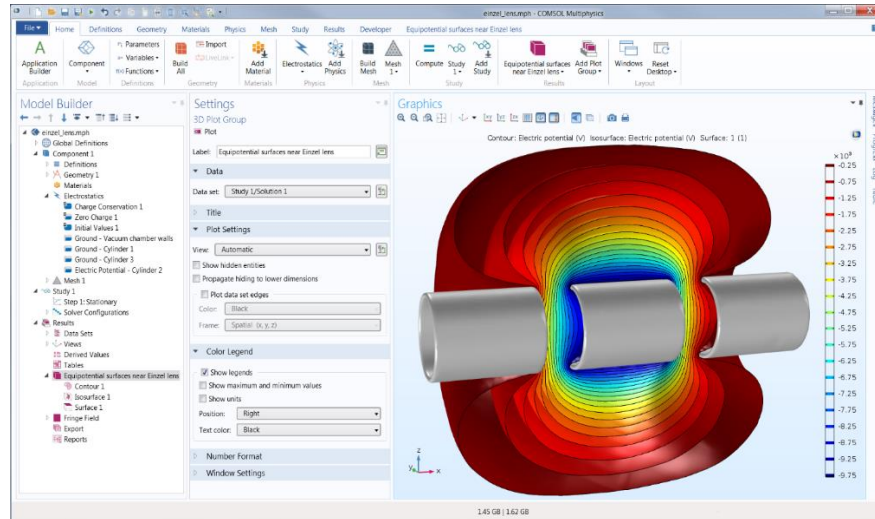 einzel_lens.mph - COMSOL Multiphysics
File Home Definitions Geometry Materials Physics Mesh Study Results Developer Equipotential surfaces near Einzel lens
Application Builder
Component
Parameters
Variables
Functions
Import
LiveLink
Build All
Add Material
Electrostatics
Add Physics
Build Mesh
Mesh 1
Compute
Study 1
Add Study
Equipotential surfaces near Einzel lens
Add Plot Group
Windows
Reset Desktop
Application Model Definitions Geometry Materials Physics Mesh Study Results Layout
Model Builder
einzel_lens.mph
Global Definitions
Component 1
Definitions
Geometry 1
Materials
Electrostatics
Charge Conservation 1
Zero Charge 1
Initial Values 1
Ground - Vacuum chamber walls
Ground - Cylinder 1
Ground - Cylinder 3
Electric Potential - Cylinder 2
Mesh 1
Study 1
Step 1: Stationary
Solver Configurations
Results
Data Sets
Views
Derived Values
Tables
Equipotential surfaces near Einzel lens
Contour 1
Isosurface 1
Surface 1
Fringe Field
Export
Reports
Settings
3D Plot Group
Plot
Label: Equipotential surfaces near Einzel lens
Data
Data set: Study 1/Solution 1
Title
Plot Settings
View: Automatic
Show hidden entities
Propagate hiding to lower dimensions
Plot data set edges
Color: Black
Frame: Spatial (x, y, z)
Color Legend
Show legends
Show maximum and minimum values
Show units
Position: Right
Text color: Black
Number Format
Window Settings
Graphics
Contour: Electric potential (V) Isosurface: Electric potential (V) Surface: 1 (1)
×10³
-0.25
-0.75
-1.25
-1.75
-2.25
-2.75
-3.25
-3.75
-4.25
-4.75
-5.25
-5.75
-6.25
-6.75
-7.25
-7.75
-8.25
-8.75
-9.25
-9.75
z
y
x
1.45 GB | 1.62 GB